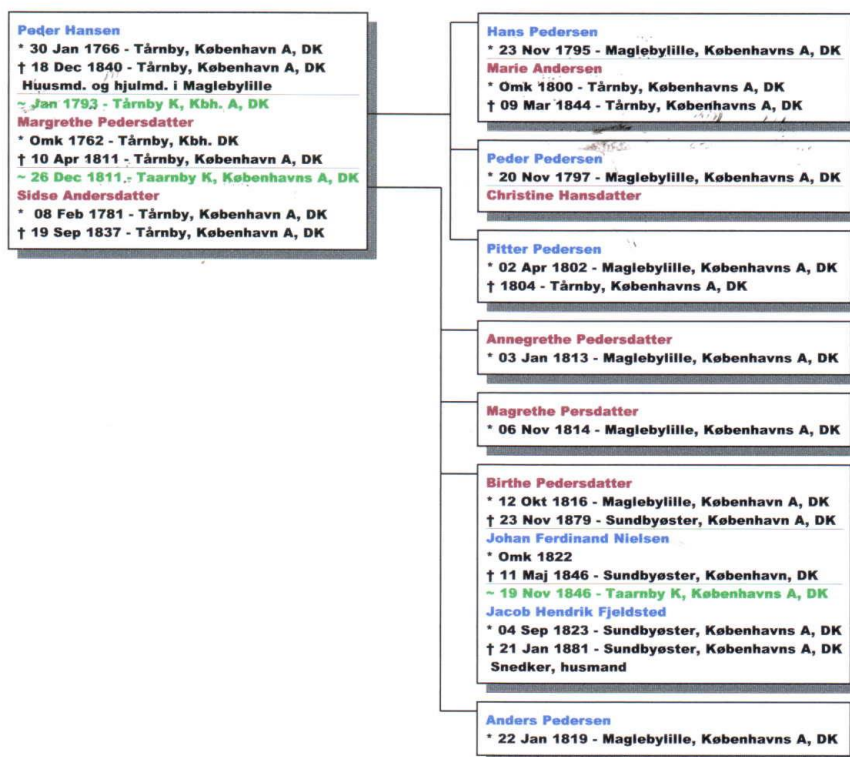 Peder Hansen
* 30 Jan 1766 - Tårnby, København A, DK
† 18 Dec 1840 - Tårnby, København A, DK
Huusmd. og hjulmd. i Maglebylille
~ Jan 1793 - Tårnby K, Kbh. A, DK
Margrethe Pedersdatter
* Omk 1762 - Tårnby, Kbh. DK
† 10 Apr 1811 - Tårnby, København A, DK
~ 26 Dec 1811 - Taarnby K, Københavns A, DK
Sidsø Andersdatter
* 08 Feb 1781 - Tårnby, København A, DK
† 19 Sep 1837 - Tårnby, København A, DK
Hans Pedersen
* 23 Nov 1795 - Maglebylille, Københavns A, DK
Marie Andersen
* Omk 1800 - Tårnby, Københavns A, DK
† 09 Mar 1844 - Tårnby, Københavns A, DK
Peder Pedersen
* 20 Nov 1797 - Maglebylille, Københavns A, DK
Christine Hansdatter
Pitter Pedersen
* 02 Apr 1802 - Maglebylille, Københavns A, DK
† 1804 - Tårnby, Københavns A, DK
Annegrethe Pedersdatter
* 03 Jan 1813 - Maglebylille, Københavns A, DK
Magrethe Persdatter
* 06 Nov 1814 - Maglebylille, Københavns A, DK
Birthe Pedersdatter
* 12 Okt 1816 - Maglebylille, København A, DK
† 23 Nov 1879 - Sundbyøster, København A, DK
Johan Ferdinand Nielsen
* Omk 1822
† 11 Maj 1846 - Sundbyøster, København, DK
~ 19 Nov 1846 - Taarnby K, Københavns A, DK
Jacob Hendrik Fjeldsted
* 04 Sep 1823 - Sundbyøster, Københavns A, DK
† 21 Jan 1881 - Sundbyøster, Københavns A, DK
Snedker, husmand
Anders Pedersen
* 22 Jan 1819 - Maglebylille, Københavns A, DK